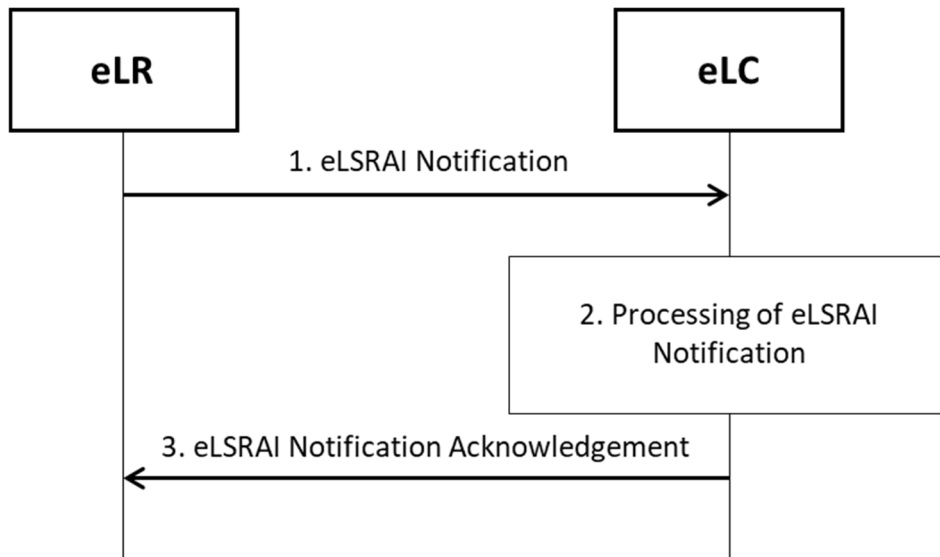 eLR
eLC
1. eLSRAI Notification
2. Processing of eLSRAI
Notification
3. eLSRAI Notification Acknowledgement